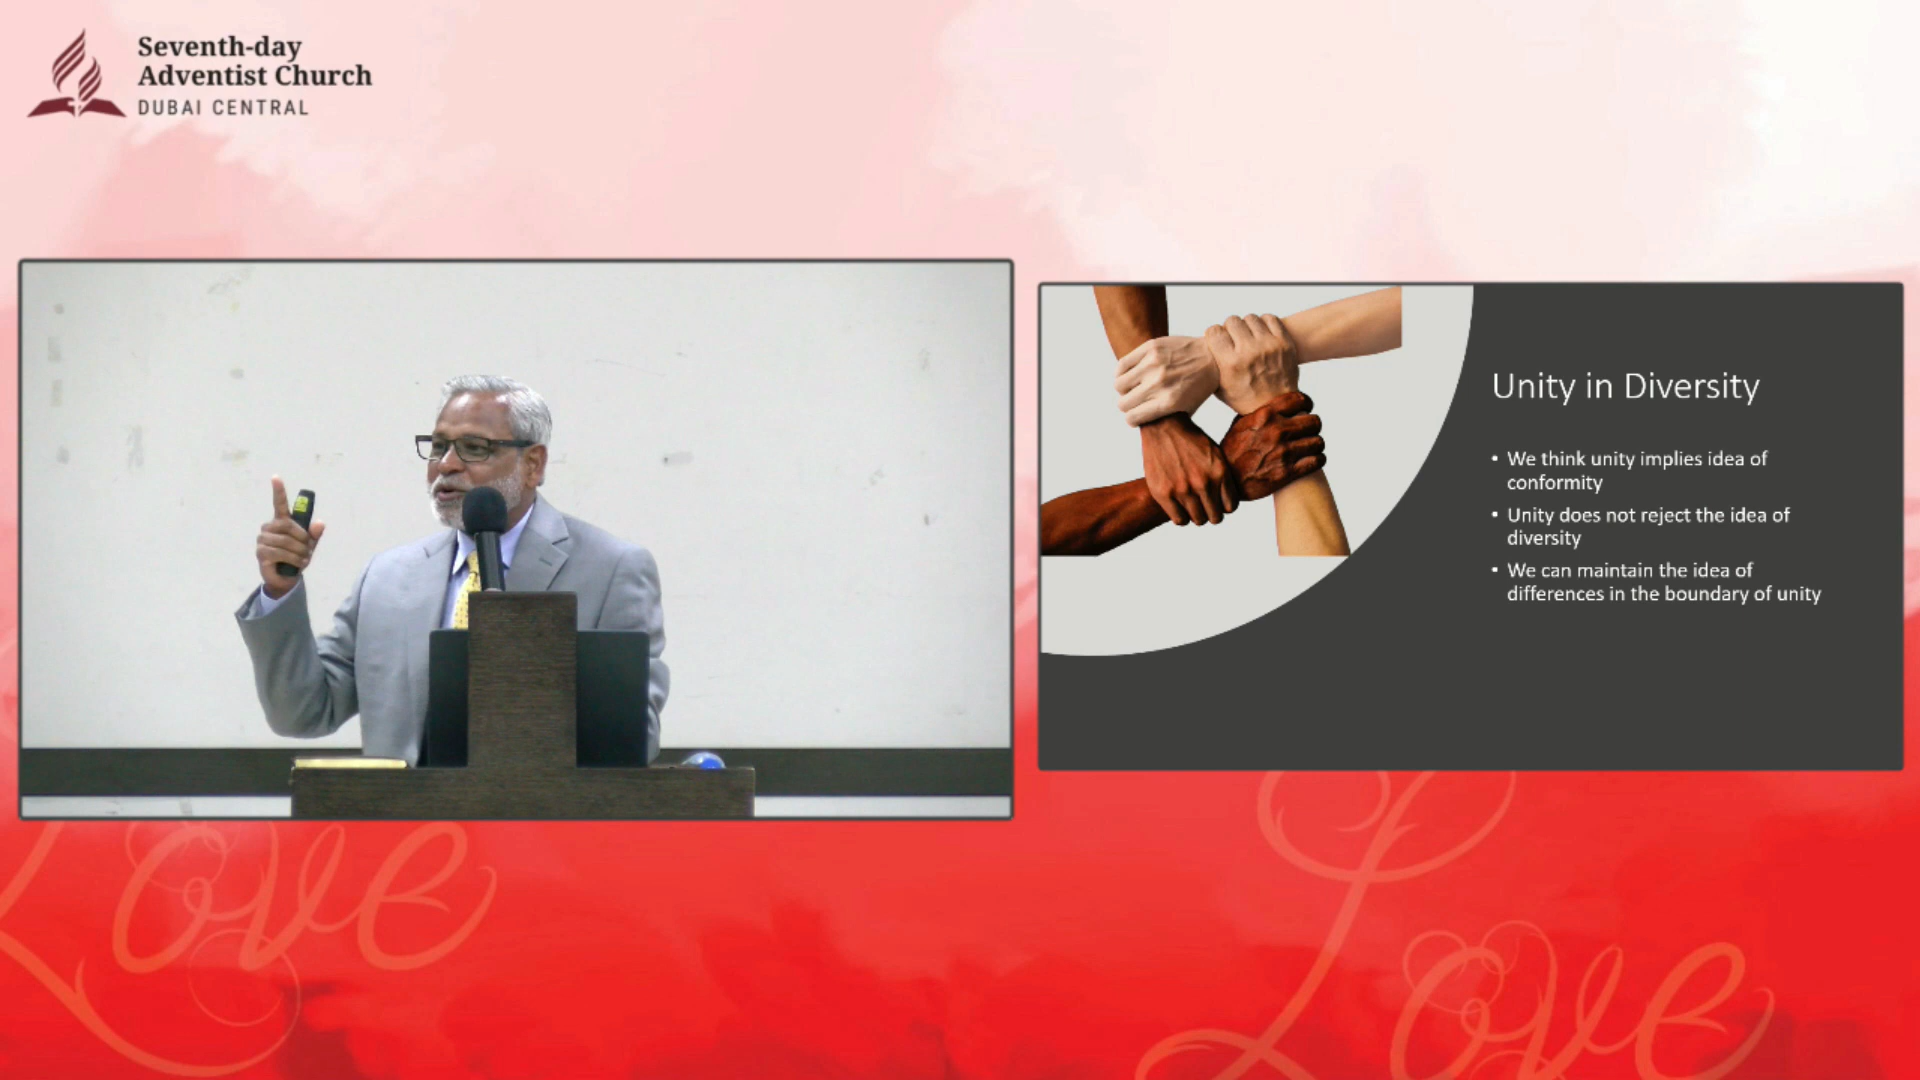 Seventh-day
Adventist Church
DUBAI CENTRAL
Unity in Diversity
• We think unity implies idea of
conformity
• Unity does not reject the idea of
diversity
• We can maintain the idea of
differences in the boundary of unity
Love
Love